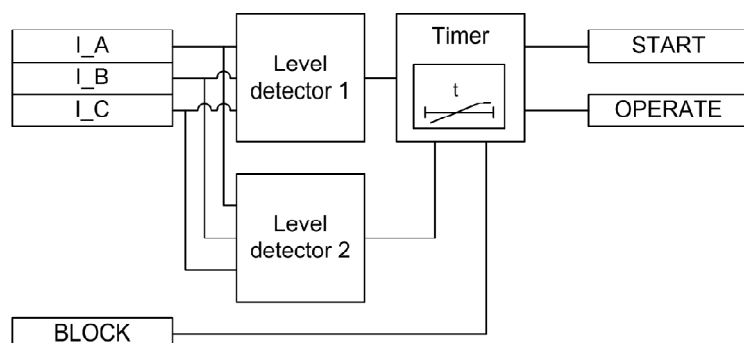 I_A
I_B
I_C
Level
detector 1
Timer
t
START
OPERATE
Level
detector 2
BLOCK